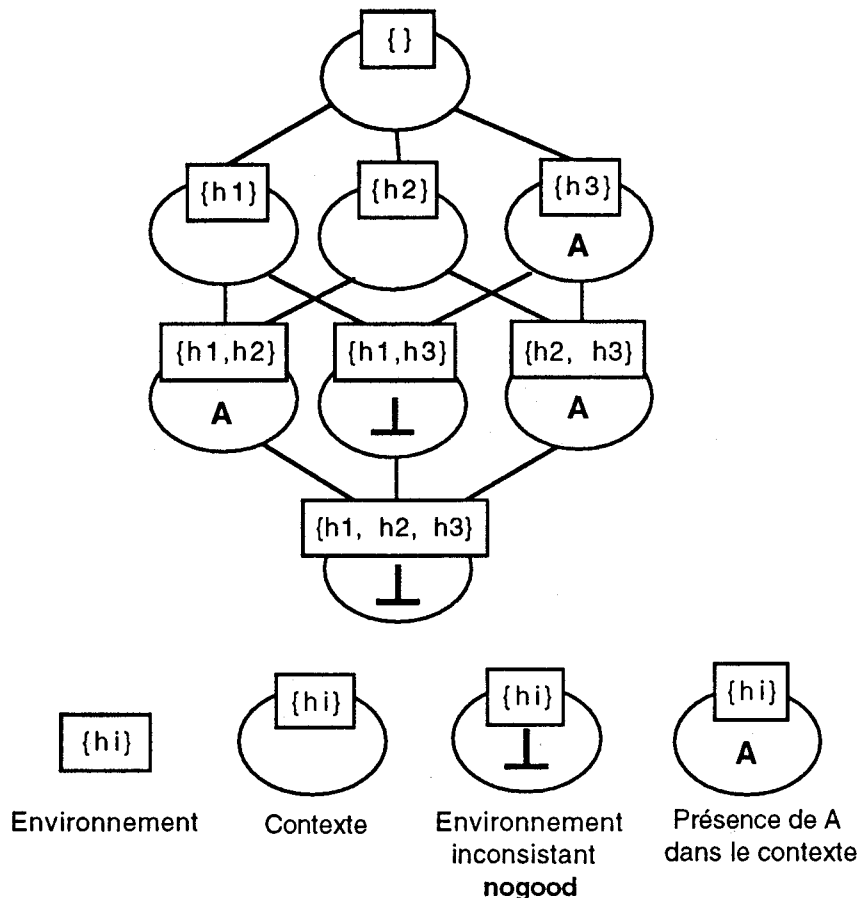 { }
{h1} {h2} {h3}
A
{h1,h2} {h1,h3} {h2, h3}
A ⊥ A
{h1, h2, h3}
⊥
{hi} {hi} {hi} {hi}
⊥ A
Environnement Contexte Environnement Présence de A
inconsistant dans le contexte
nogood